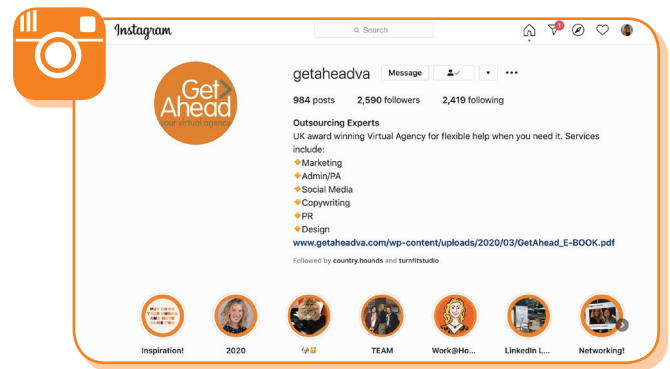 Instagram
Search
1
getaheadva Message
984 posts 2,590 followers 2,419 following
Get
Ahead
your virtual agency
Outsourcing Experts
UK award winning Virtual Agency for flexible help when you need it. Services
include:
🔸Marketing
🔸Admin/PA
🔸Social Media
🔸Copywriting
🔸PR
🔸Design
www.getaheadva.com/wp-content/uploads/2020/03/GetAhead_E-BOOK.pdf
Followed by country.hounds and turnfitstudio
Inspiration! 2020 🐶🐱 TEAM Work@Ho... LinkedIn L... Networking!